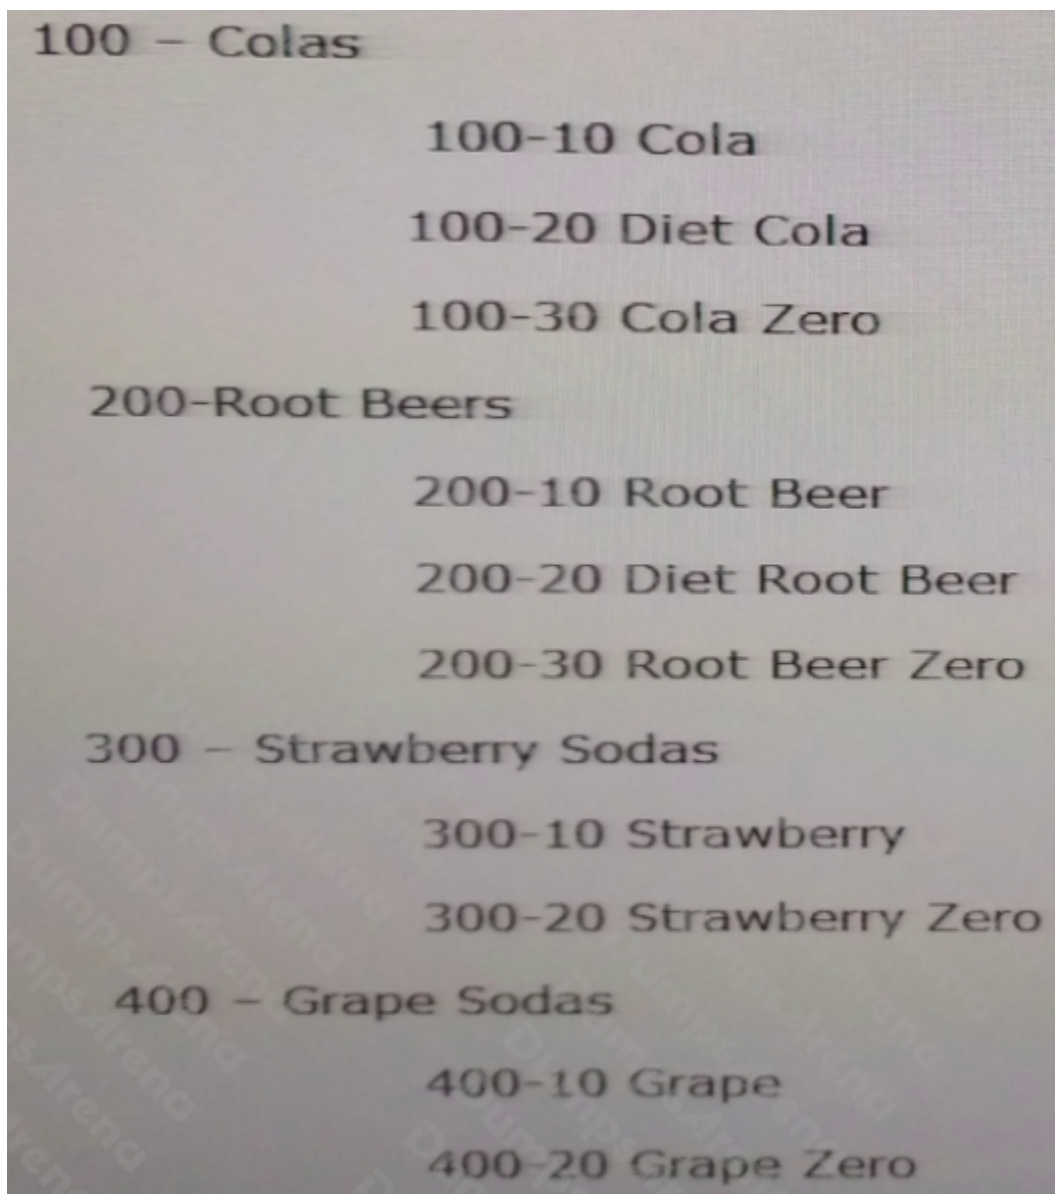 100 – Colas
100-10 Cola
100-20 Diet Cola
100-30 Cola Zero
200-Root Beers
200-10 Root Beer
200-20 Diet Root Beer
200-30 Root Beer Zero
300 – Strawberry Sodas
300-10 Strawberry
300-20 Strawberry Zero
400 – Grape Sodas
400-10 Grape
400-20 Grape Zero
DumpsArena